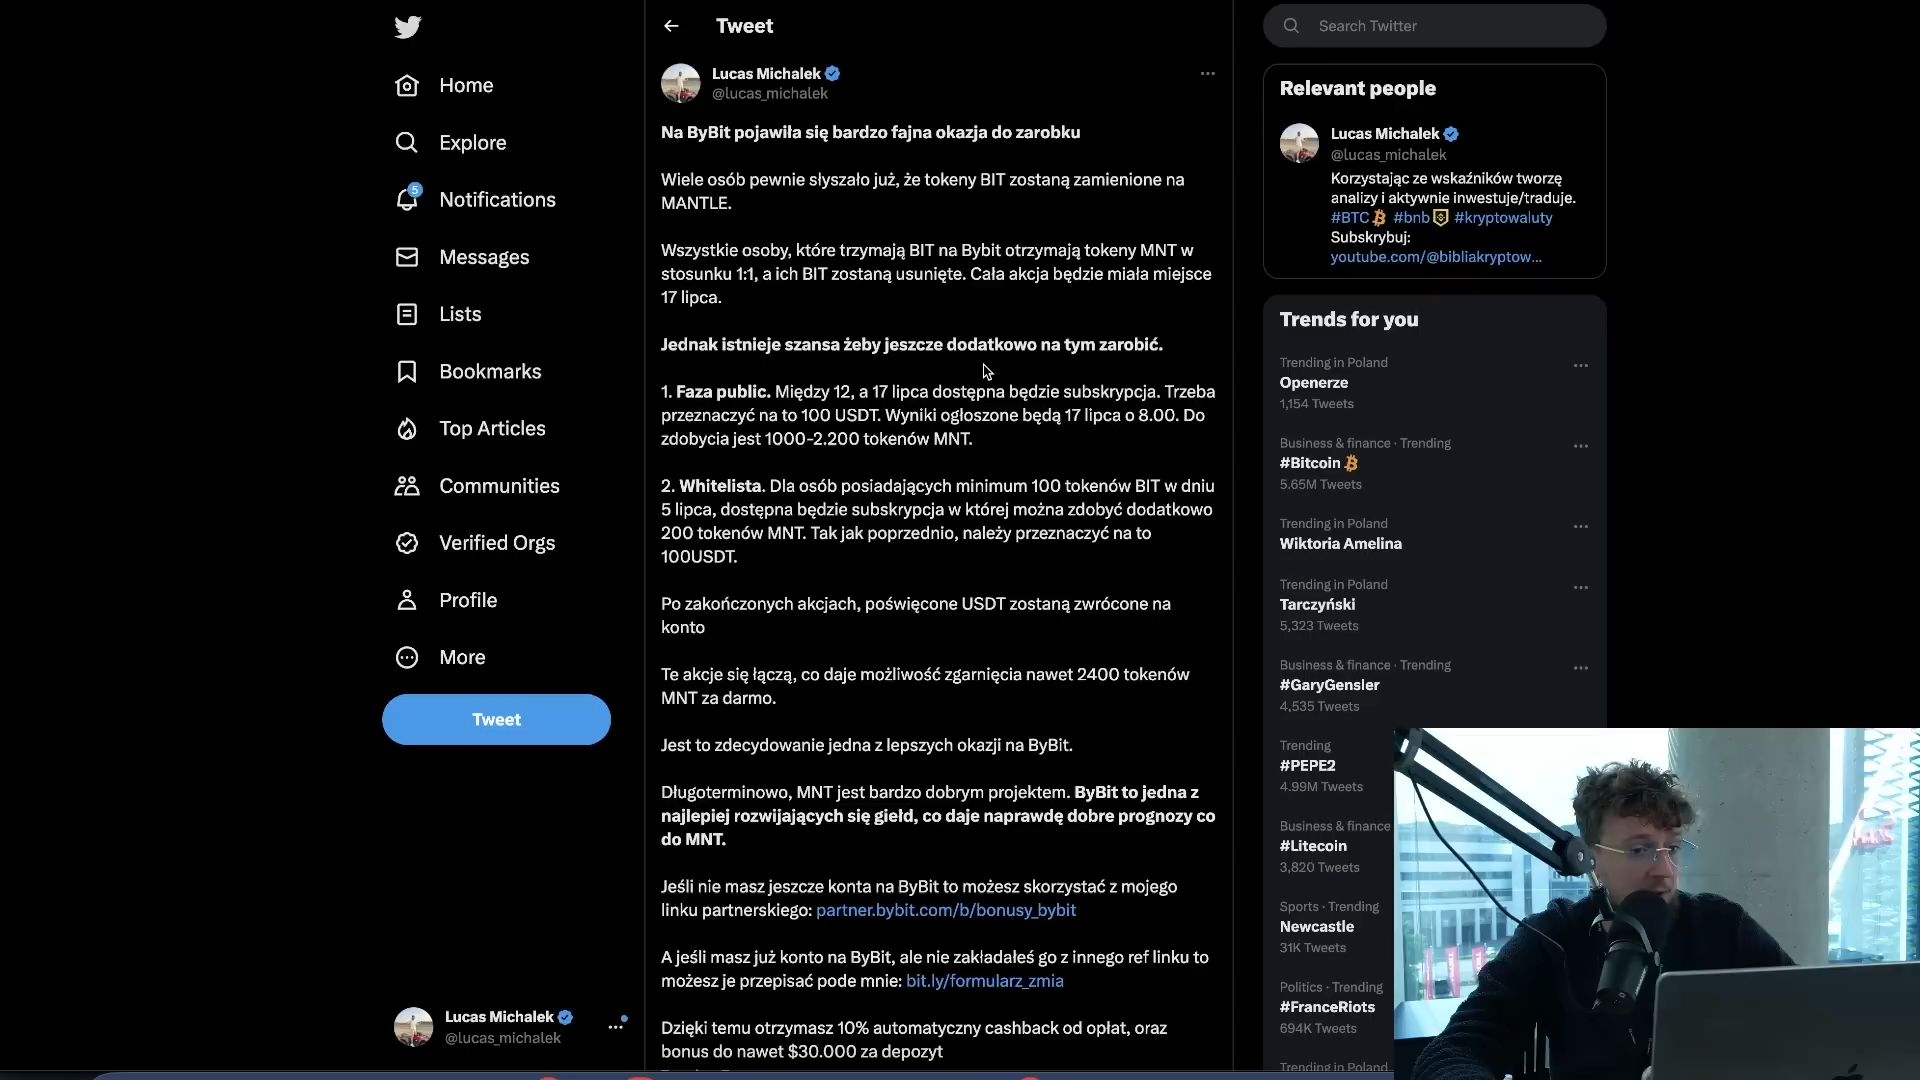 Home
Explore
5
Notifications
Messages
Lists
Bookmarks
Top Articles
Communities
Verified Orgs
Profile
More
Tweet
Lucas Michalek
@lucas_michalek
Tweet
Lucas Michalek
@lucas_michalek
Na ByBit pojawiła się bardzo fajna okazja do zarobku
Wiele osób pewnie słyszało już, że tokeny BIT zostaną zamienione na
MANTLE.
Wszystkie osoby, które trzymają BIT na Bybit otrzymają tokeny MNT w
stosunku 1:1, a ich BIT zostaną usunięte. Cała akcja będzie miała miejsce
17 lipca.
Jednak istnieje szansa żeby jeszcze dodatkowo na tym zarobić.
1. Faza public. Między 12, a 17 lipca dostępna będzie subskrypcja. Trzeba
przeznaczyć na to 100 USDT. Wyniki ogłoszone będą 17 lipca o 8.00. Do
zdobycia jest 1000-2.200 tokenów MNT.
2. Whitelista. Dla osób posiadających minimum 100 tokenów BIT w dniu
5 lipca, dostępna będzie subskrypcja w której można zdobyć dodatkowo
200 tokenów MNT. Tak jak poprzednio, należy przeznaczyć na to
100USDT.
Po zakończonych akcjach, poświęcone USDT zostaną zwrócone na
konto
Te akcje się łączą, co daje możliwość zgarnięcia nawet 2400 tokenów
MNT za darmo.
Jest to zdecydowanie jedna z lepszych okazji na ByBit.
Długoterminowo, MNT jest bardzo dobrym projektem. ByBit to jedna z
najlepiej rozwijających się giełd, co daje naprawdę dobre prognozy co
do MNT.
Jeśli nie masz jeszcze konta na ByBit to możesz skorzystać z mojego
linku partnerskiego: partner.bybit.com/b/bonusy_bybit
A jeśli masz już konto na ByBit, ale nie zakładałeś go z innego ref linku to
możesz je przepisać pode mnie: bit.ly/formularz_zmia
Dzięki temu otrzymasz 10% automatyczny cashback od opłat, oraz
bonus do nawet $30.000 za depozyt
Search Twitter
Relevant people
Lucas Michalek
@lucas_michalek
Korzystając ze wskaźników tworzę
analizy i aktywnie inwestuje/traduje.
#BTC #bnb #kryptowaluty
Subskrybuj:
youtube.com/@bibliakryptow...
Trends for you
Trending in Poland
Openerze
1,154 Tweets
Business & finance · Trending
#Bitcoin
5.65M Tweets
Trending in Poland
Wiktoria Amelina
Trending in Poland
Tarczyński
5,323 Tweets
Business & finance · Trending
#GaryGensler
4,535 Tweets
Trending
#PEPE2
4.99M Tweets
Business & finance
#Litecoin
3,820 Tweets
Sports · Trending
Newcastle
31K Tweets
Politics · Trending
#FranceRiots
694K Tweets
Trending in Poland